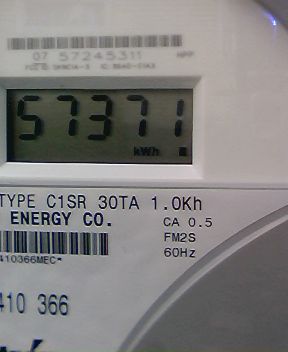 07 57245311 HPP
57371
kWh
TYPE C1SR 30TA 1.0Kh
ENERGY CO. CA 0.5
FM2S
410366MEC*
60Hz
410 366